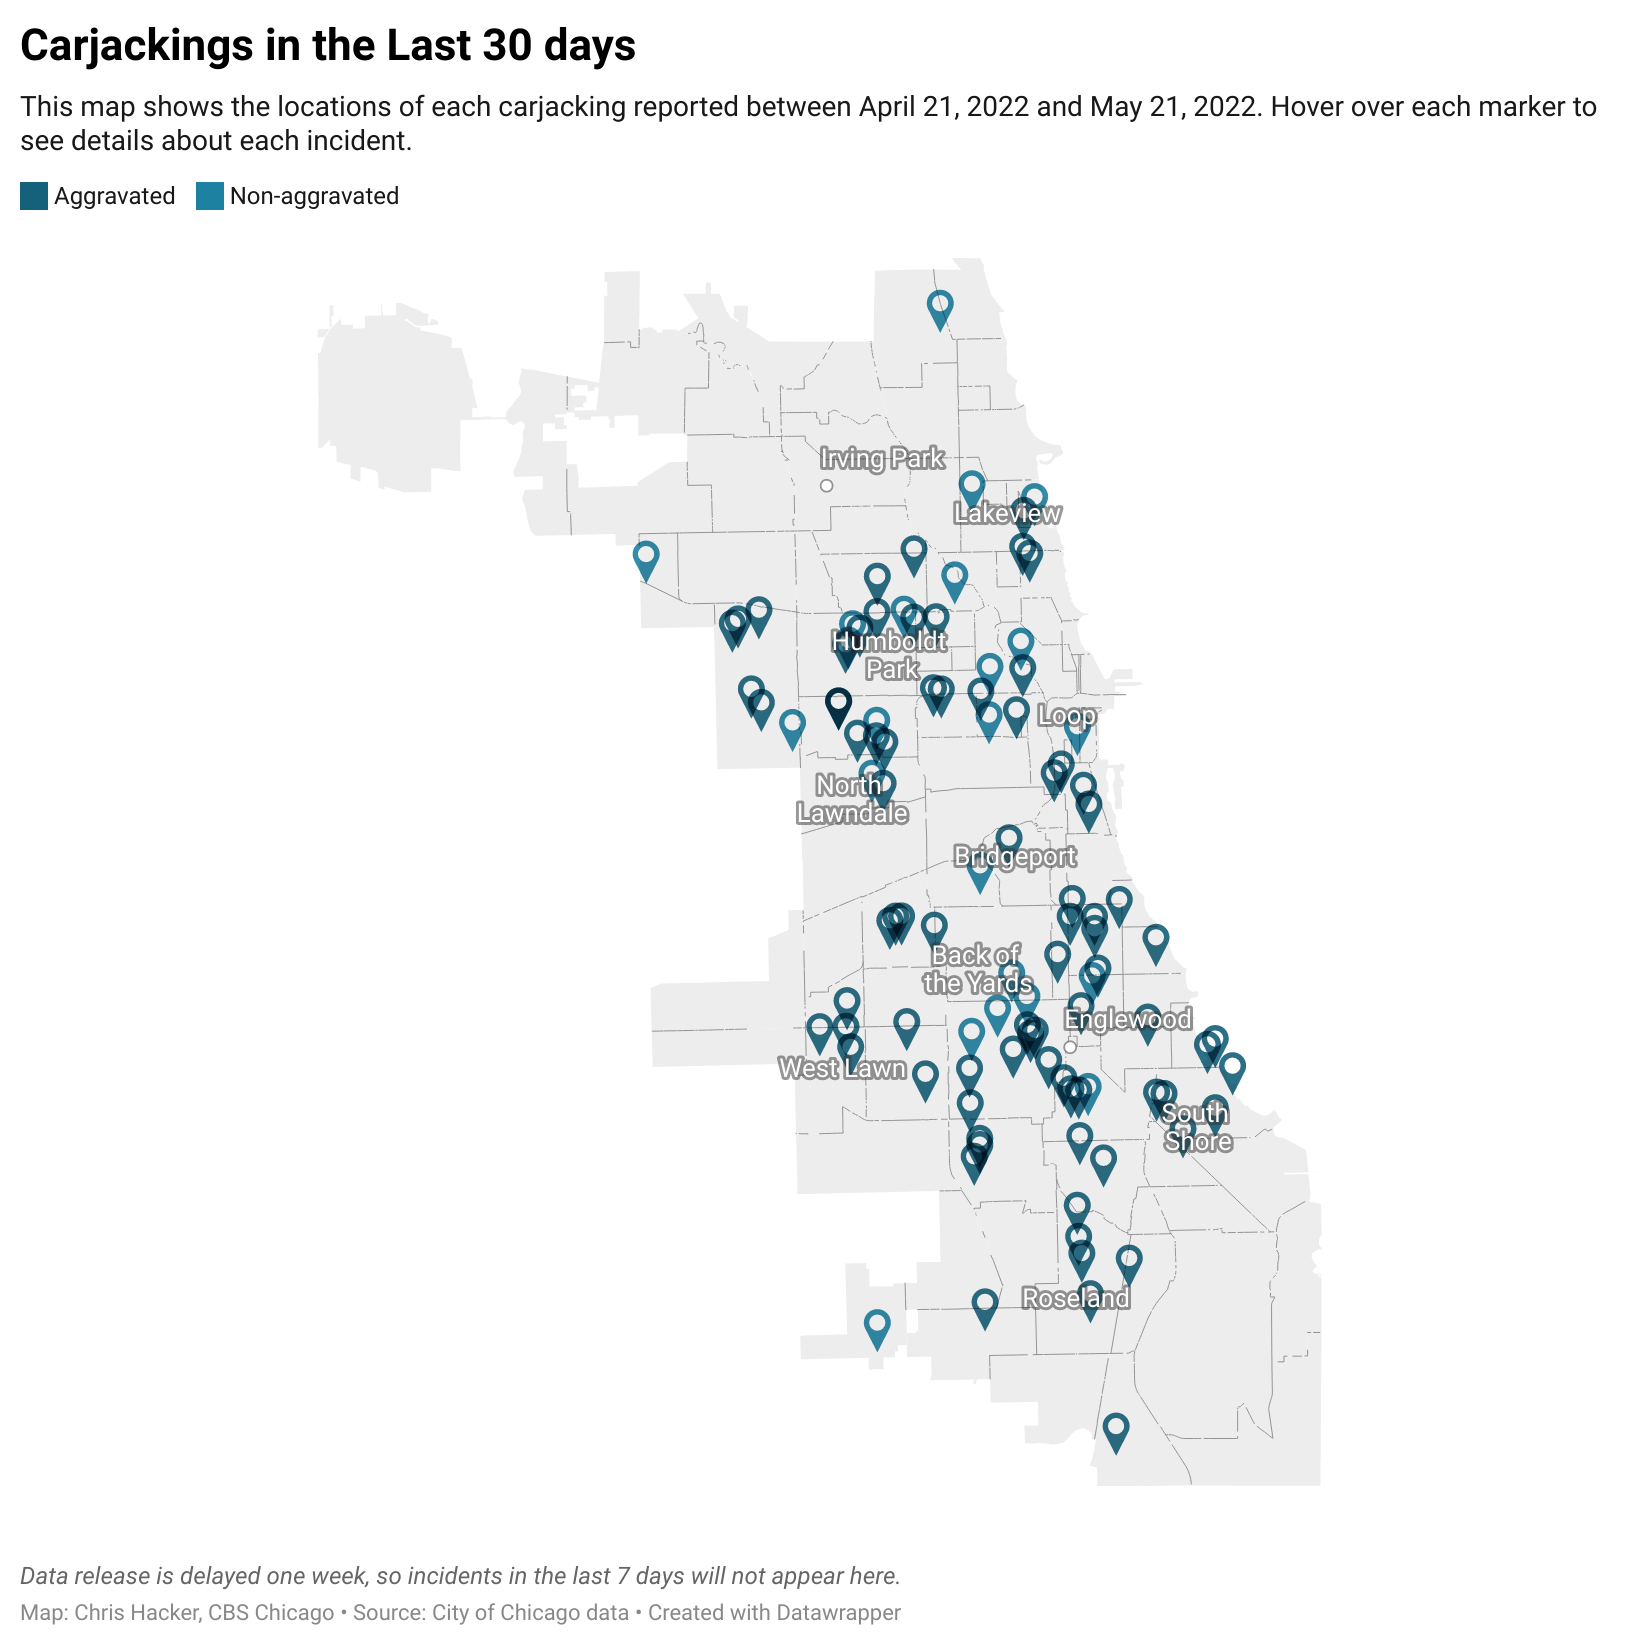 Carjackings in the Last 30 days
This map shows the locations of each carjacking reported between April 21, 2022 and May 21, 2022. Hover over each marker to
see details about each incident.
Aggravated Non-aggravated
Irving Park
Lakeview
Humboldt
Park
Loop
North
Lawndale
Bridgeport
Back of
the Yards
Englewood
West Lawn
South
Shore
Roseland
Data release is delayed one week, so incidents in the last 7 days will not appear here.
Map: Chris Hacker, CBS Chicago • Source: City of Chicago data • Created with Datawrapper